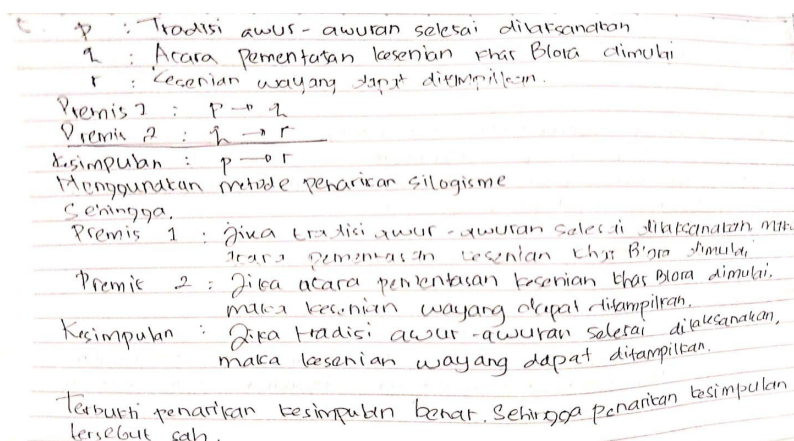 c. p : Tradisi awur-awuran selesai dilaksanakan
q : Acara pementasan kesenian khas Blora dimulai
r : Kesenian wayang dapat ditampilkan.
Premis 1 : p → q
Premis 2 : q → r
Kesimpulan : p → r
Menggunakan metode penarikan silogisme
Sehingga,
Premis 1 : Jika tradisi awur-awuran selesai dilaksanakan maka
acara pementasan kesenian khas Blora dimulai,
Premis 2 : Jika acara pementasan kesenian khas Blora dimulai.
maka kesenian wayang dapat ditampilkan.
Kesimpulan : Jika tradisi awur-awuran selesai dilaksanakan,
maka kesenian wayang dapat ditampilkan.
Terbukti penarikan kesimpulan benar. Sehingga penarikan kesimpulan
tersebut sah.